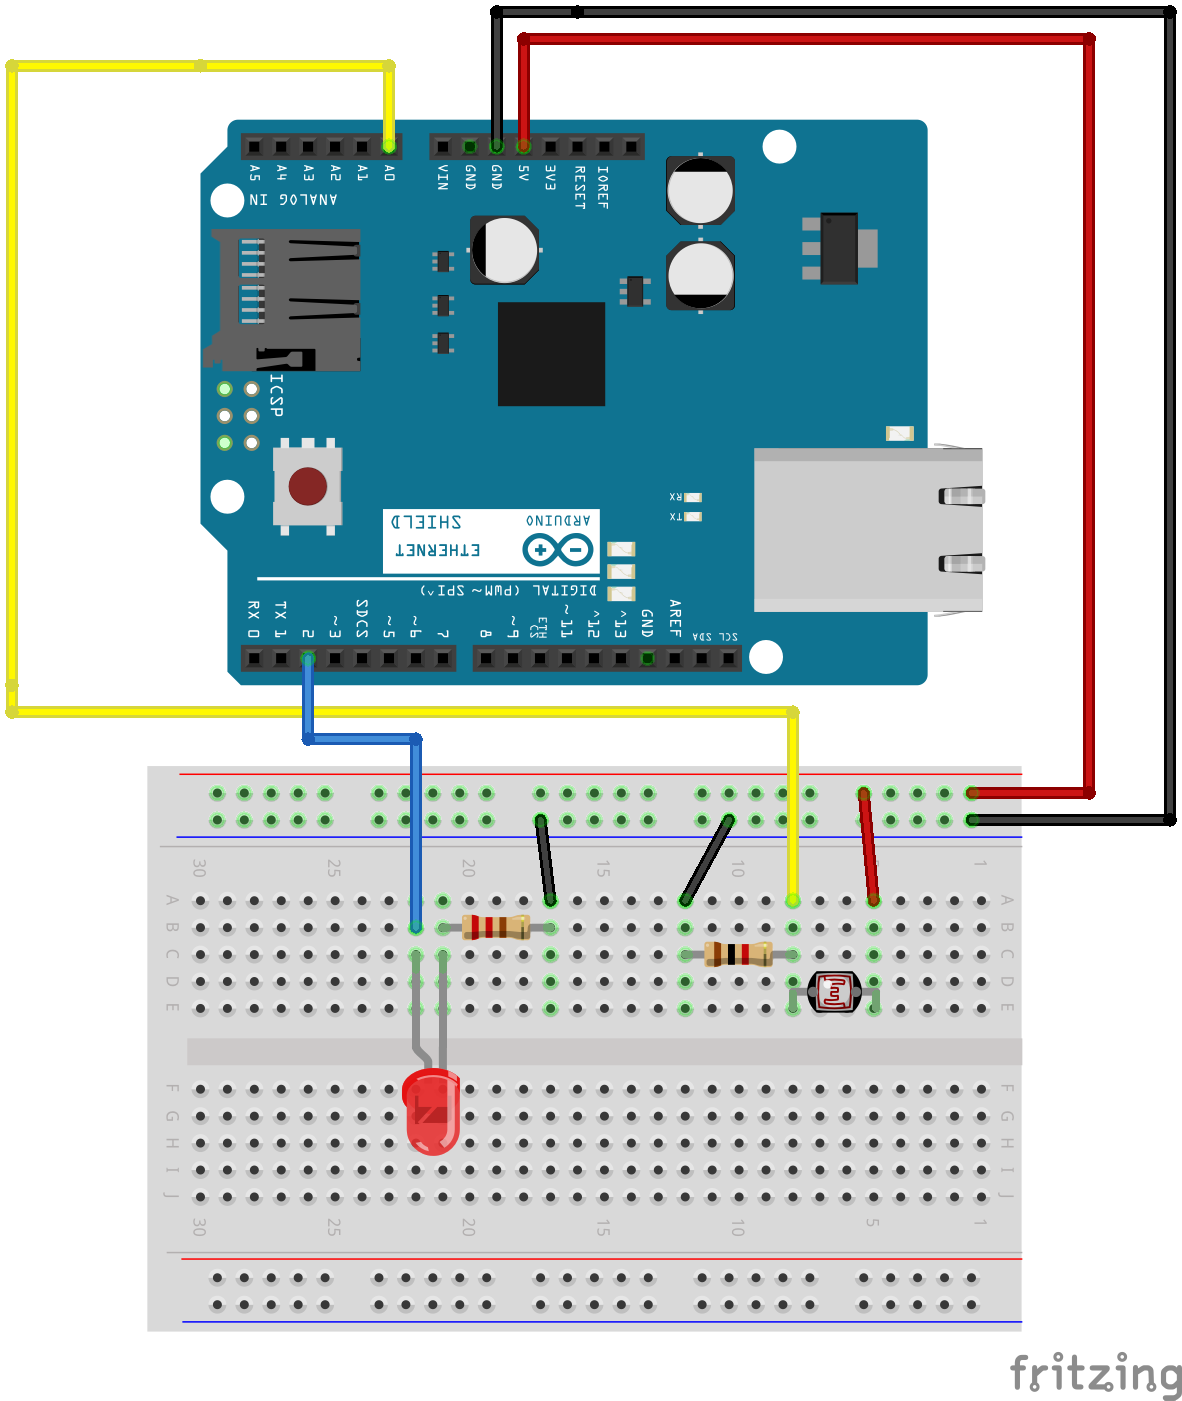 A5 A4 A3 A2 A1 A0 VIN GND GND 5V 3V3 RESET IOREF
ANALOG IN
ICSP
RX
TX
ARDUINO
ETHERNET
SHIELD
DIGITAL (PWM~ SPI^)
RX 0 TX 1 2 ~3 SDCS ~5 ~6 7 8 ~9 ETH CS ~11 ^12 ^13 GND AREF SDA SCL
30 25 20 15 10 1
A A
B B
C C
D D
E E
F F
G G
H H
I I
J J
30 25 20 15 10 5 1
fritzing